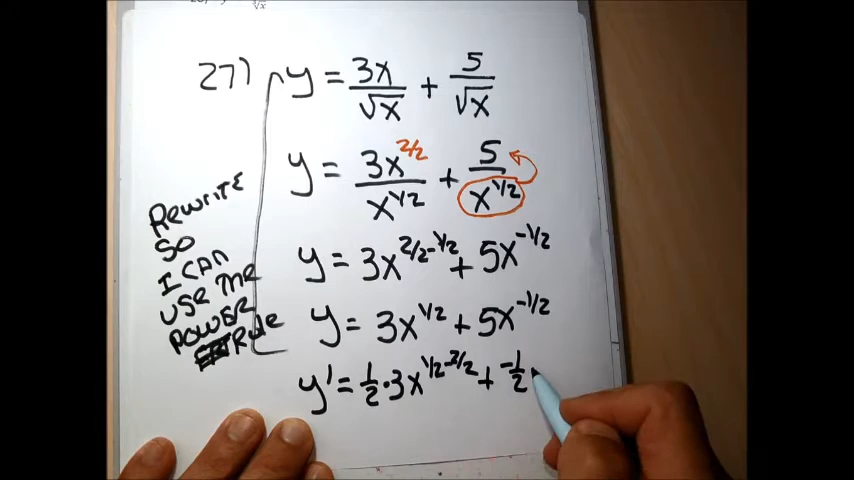 27) y = 3x/√x + 5/√x
y = 3x^2/2 / x^1/2 + 5/x^1/2
Rewrite
so
I can
use the
power
Rule
y = 3x^2/2-1/2 + 5x^-1/2
y = 3x^1/2 + 5x^-1/2
y' = 1/2 · 3x^1/2-2/2 + -1/2